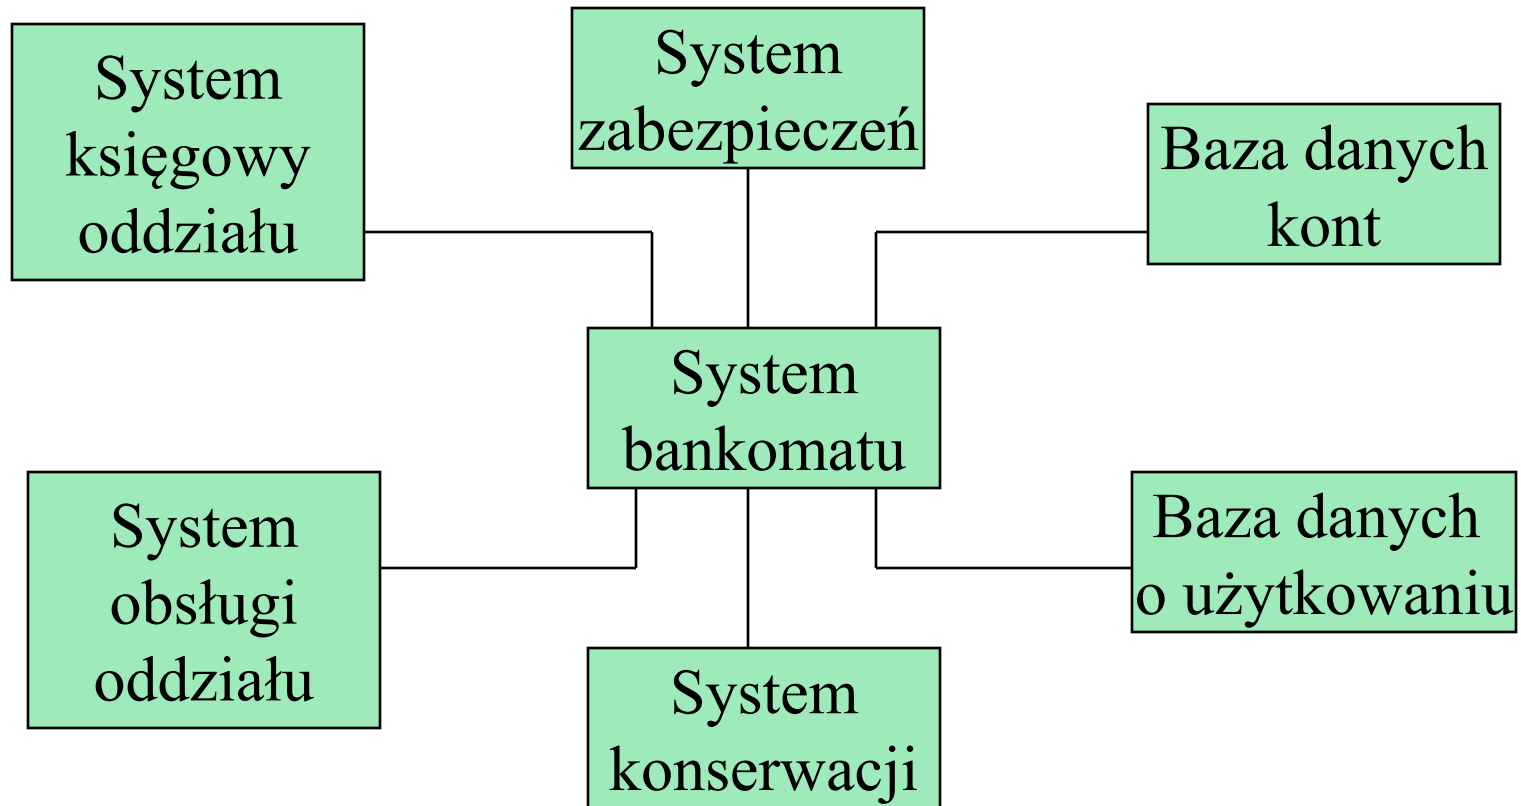 System
księgowy
oddziału
System
zabezpieczeń
Baza danych
kont
System
bankomatu
System
obsługi
oddziału
System
konserwacji
Baza danych
o użytkowaniu